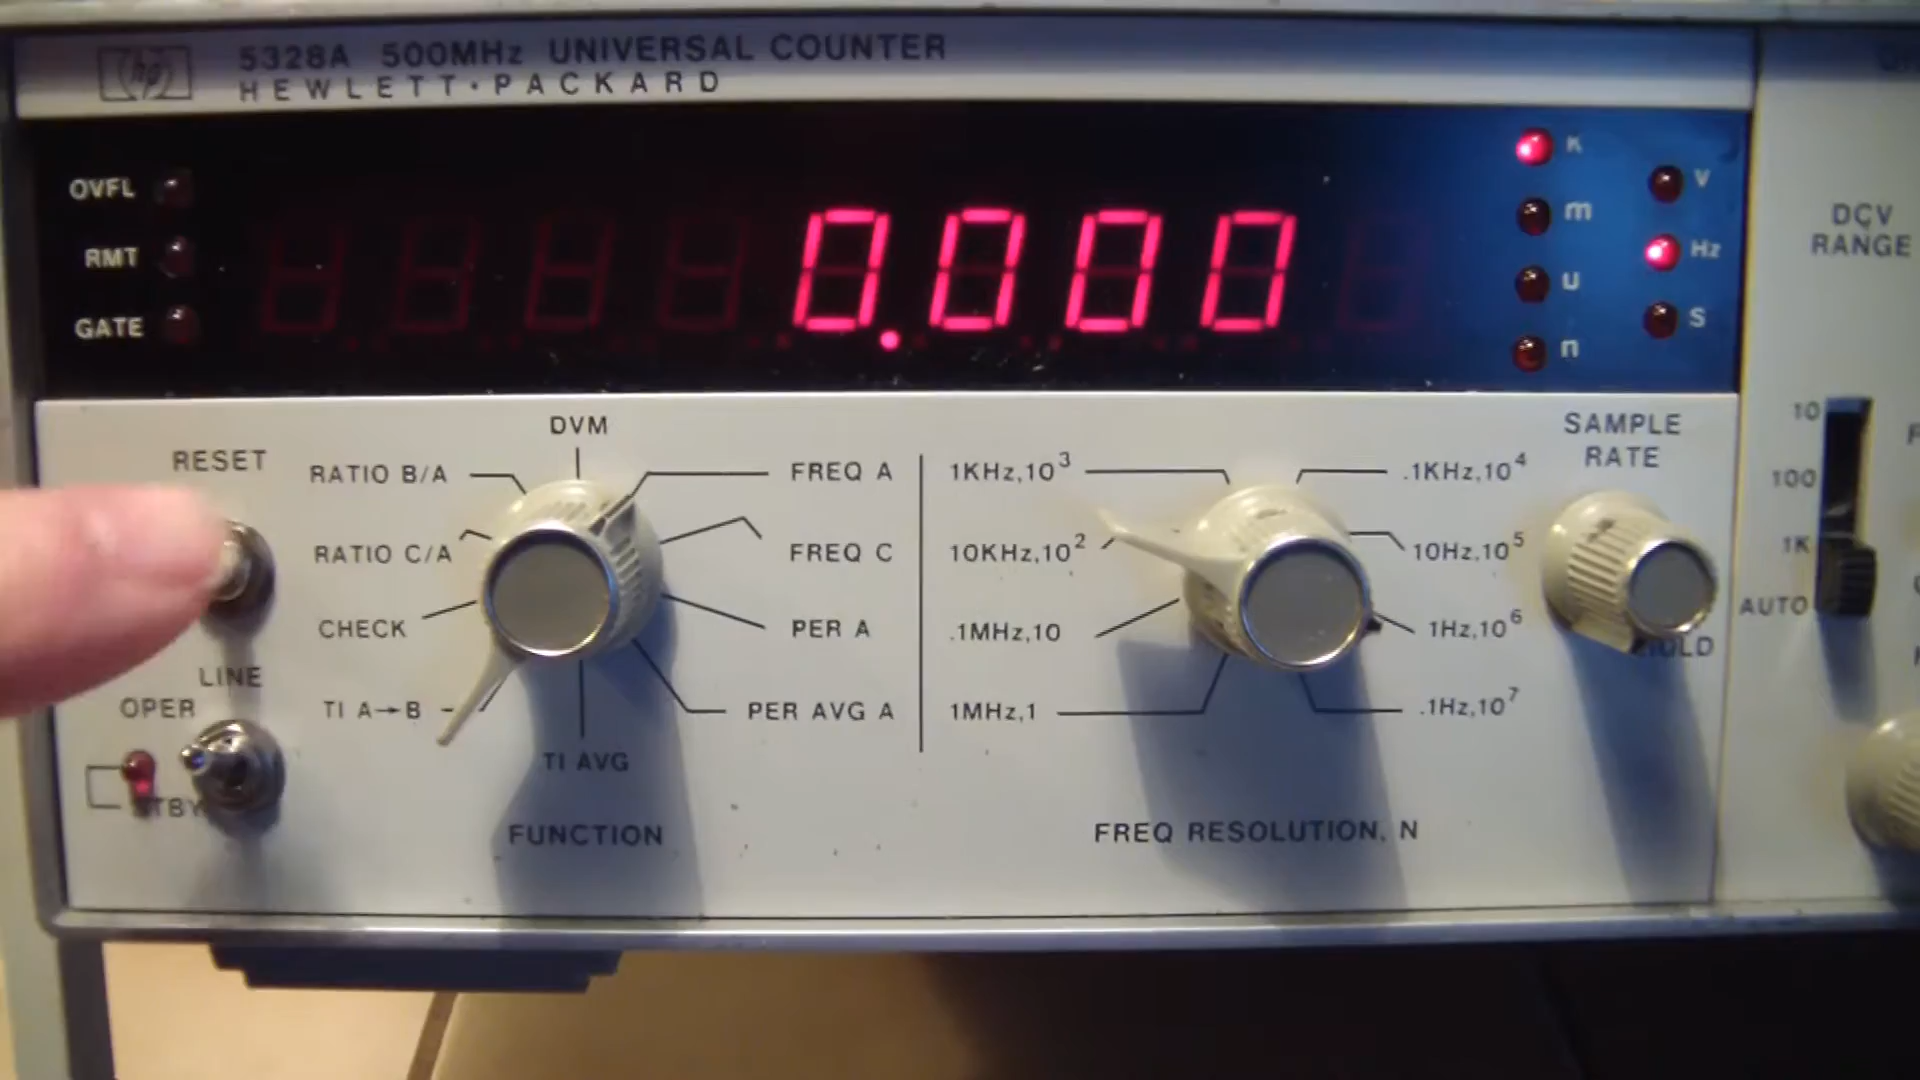 hp 5328A 500MHz UNIVERSAL COUNTER
HEWLETT·PACKARD
OVFL
RMT
GATE
0.000
K
m
u
n
V
Hz
S
DCV
RANGE
10
100
1K
AUTO
RESET
LINE
OPER
STBY
DVM
RATIO B/A
RATIO C/A
CHECK
TI A→B
TI AVG
FREQ A
FREQ C
PER A
PER AVG A
FUNCTION
1KHz,10³
10KHz,10²
.1MHz,10
1MHz,1
.1KHz,10⁴
10Hz,10⁵
1Hz,10⁶
.1Hz,10⁷
FREQ RESOLUTION, N
SAMPLE
RATE
HOLD